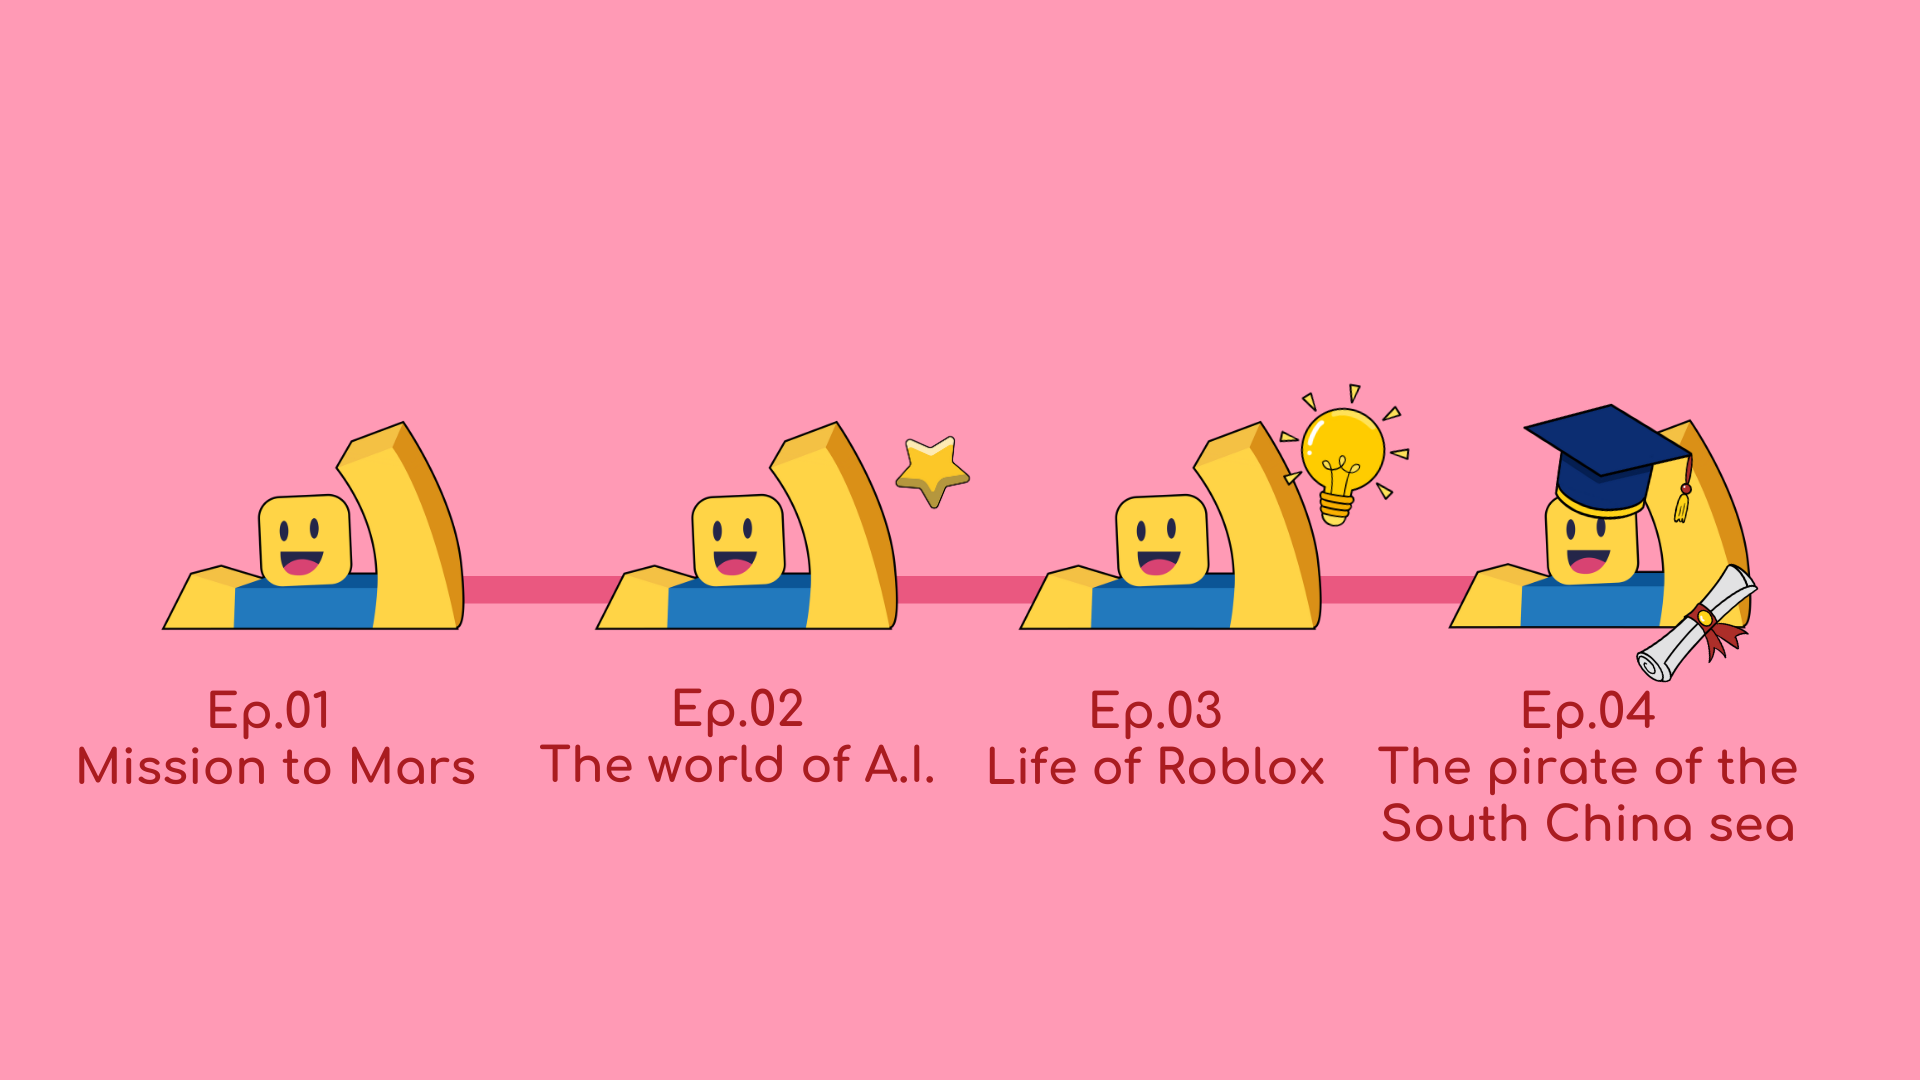 Ep.01
Mission to Mars
Ep.02
The world of A.I.
Ep.03
Life of Roblox
Ep.04
The pirate of the
South China sea